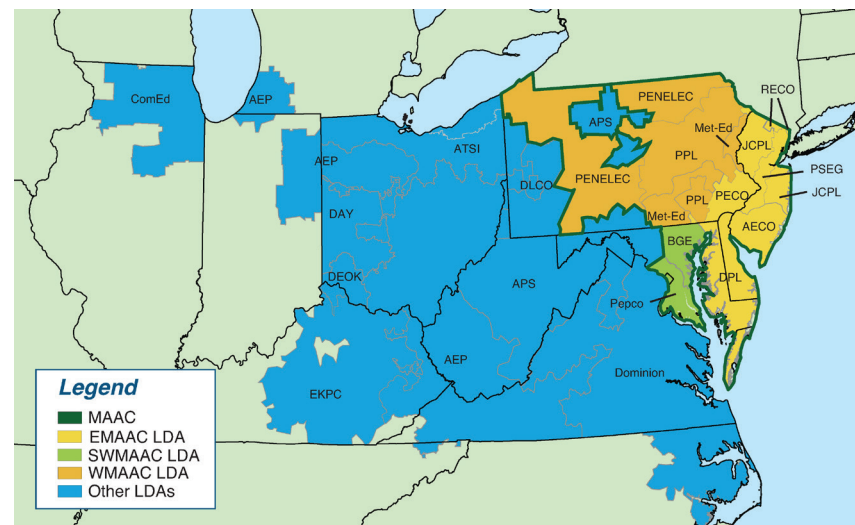 RECO
ComEd
AEP
PENELEC
APS
Met-Ed
JCPL
ATSI
AEP
PPL
PSEG
DLCO
PENELEC
PECO
JCPL
PPL
DAY
Met-Ed
AECO
BGE
DEOK
APS
DPL
Pepco
AEP
Dominion
EKPC
Legend
MAAC
EMAAC LDA
SWMAAC LDA
WMAAC LDA
Other LDAs